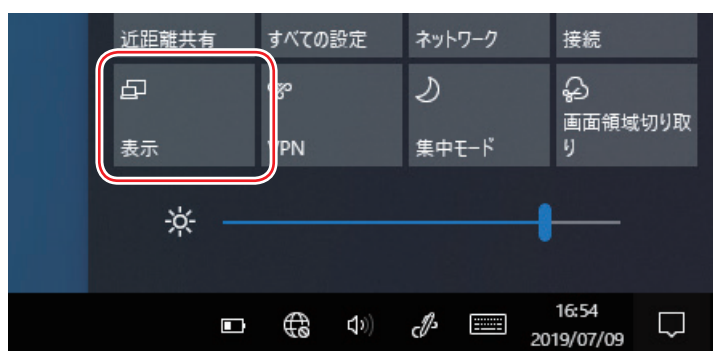 近距離共有 すべての設定 ネットワーク 接続
表示 VPN 集中モード 画面領域切り取
り
16:54
2019/07/09